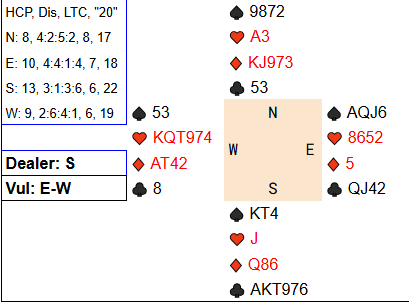 HCP, Dis, LTC, "20"
N: 8, 4:2:5:2, 8, 17
E: 10, 4:4:1:4, 7, 18
S: 13, 3:1:3:6, 6, 22
W: 9, 2:6:4:1, 6, 19
Dealer: S
Vul: E-W
♠ 9872
♥ A3
♦ KJ973
♣ 53
♠ 53
♥ KQT974
♦ AT42
♣ 8
N
W E
S
♠ AQJ6
♥ 8652
♦ 5
♣ QJ42
♠ KT4
♥ J
♦ Q86
♣ AKT976